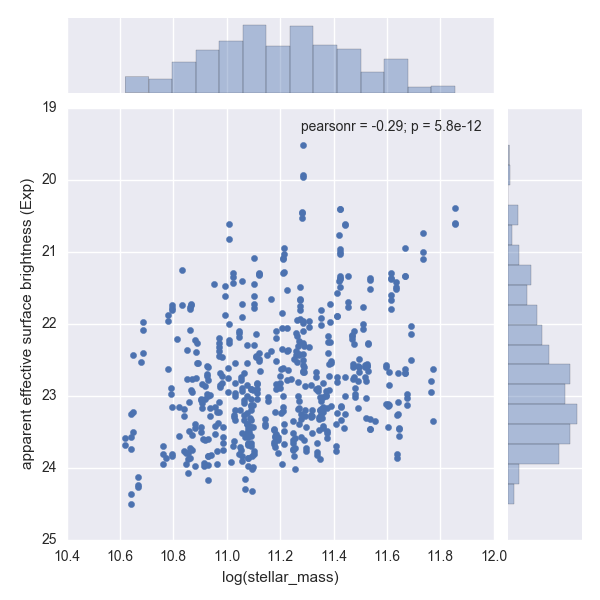 19
pearsonr = -0.29; p = 5.8e-12
20
21
22
23
24
25
apparent effective surface brightness (Exp)
10.4 10.6 10.8 11.0 11.2 11.4 11.6 11.8 12.0
log(stellar_mass)